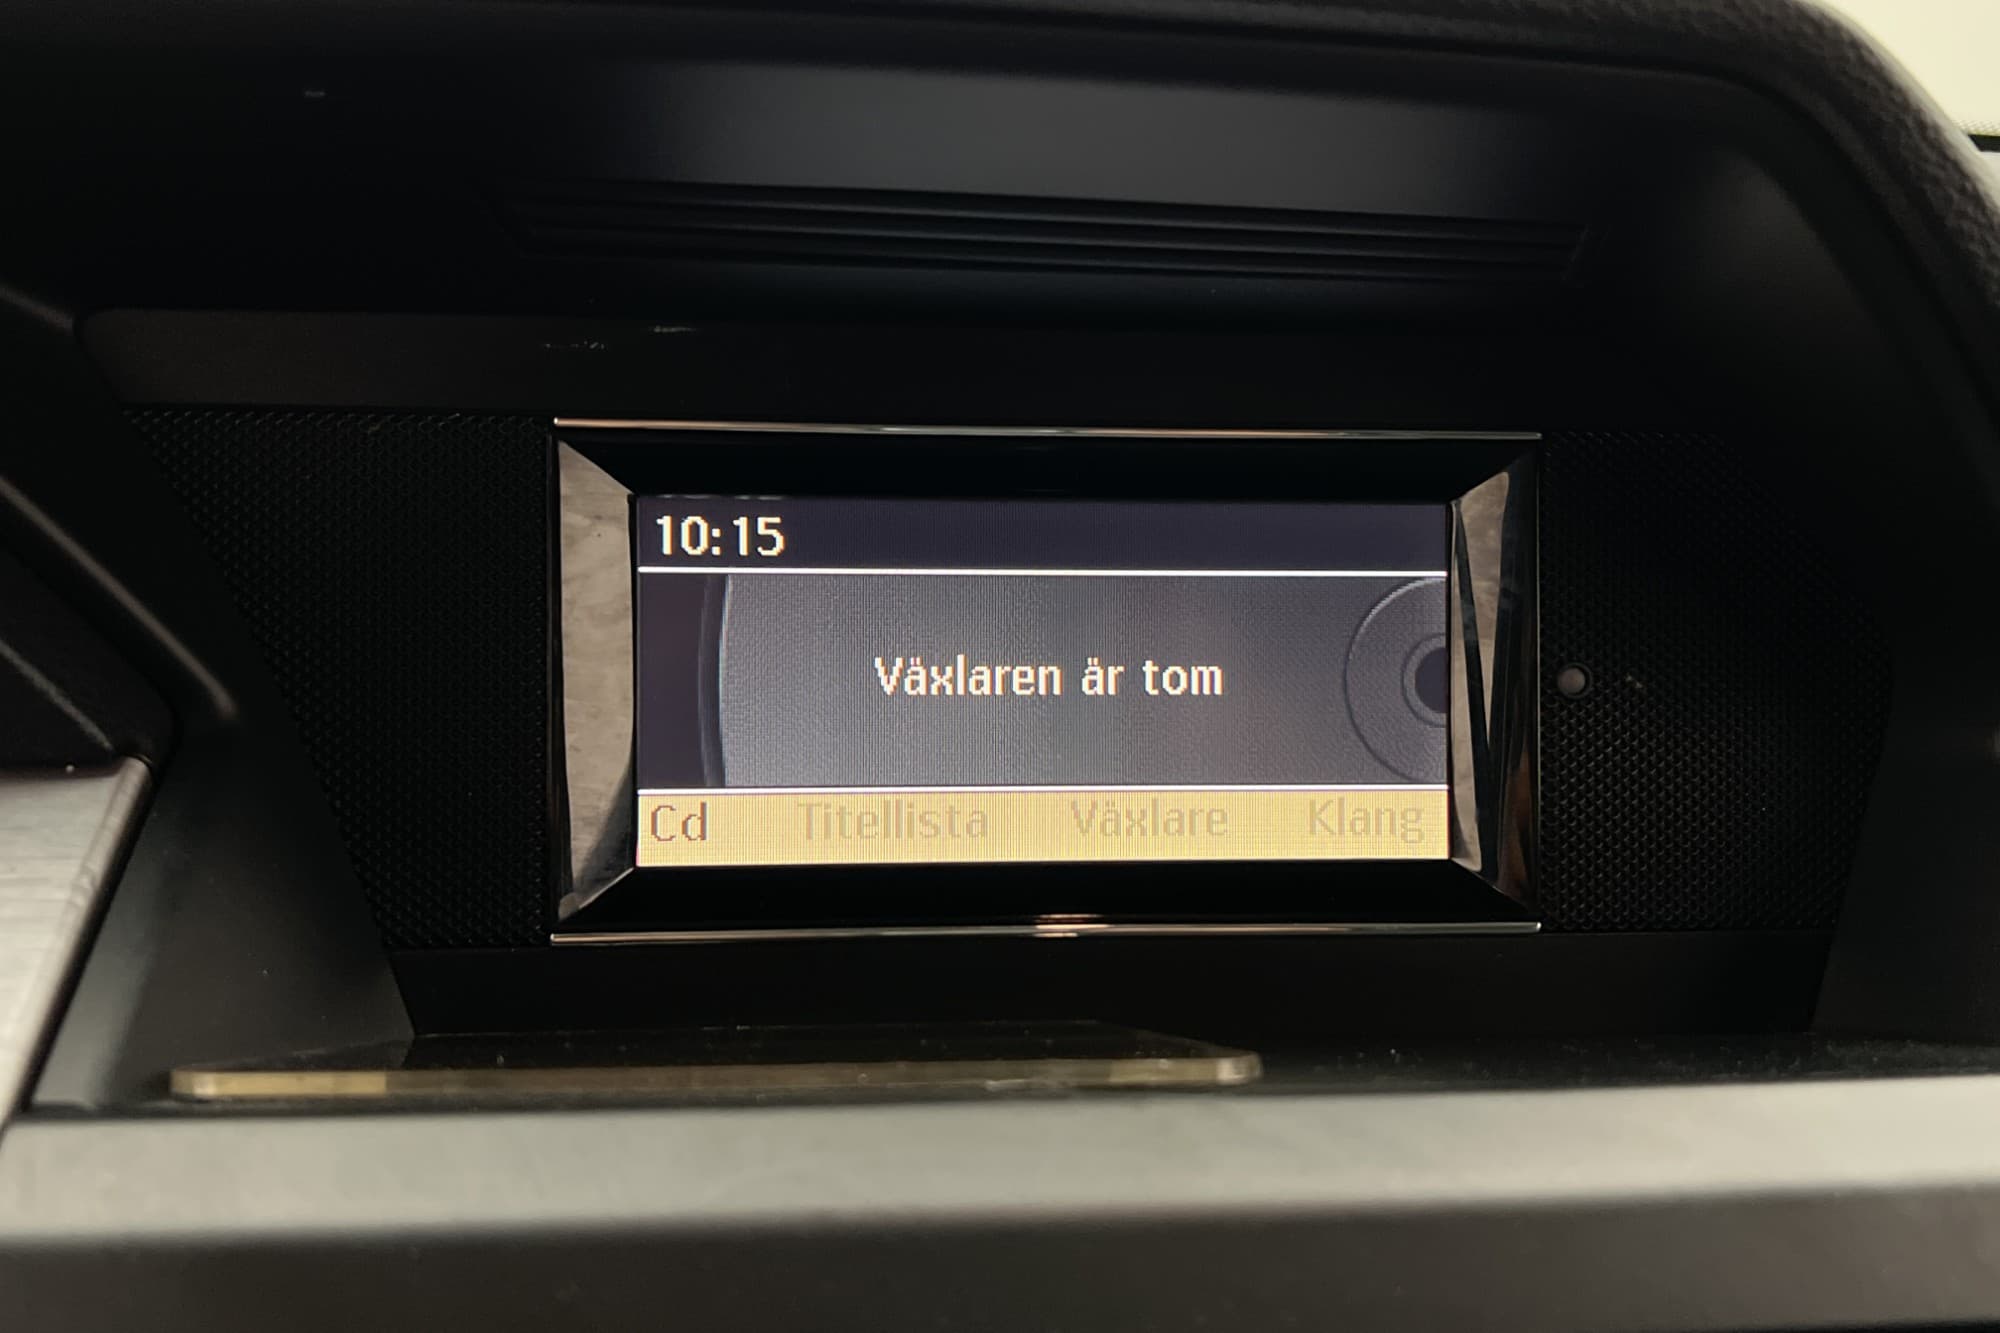 10:15
Växlaren är tom
Cd Titellista Växlare Klang